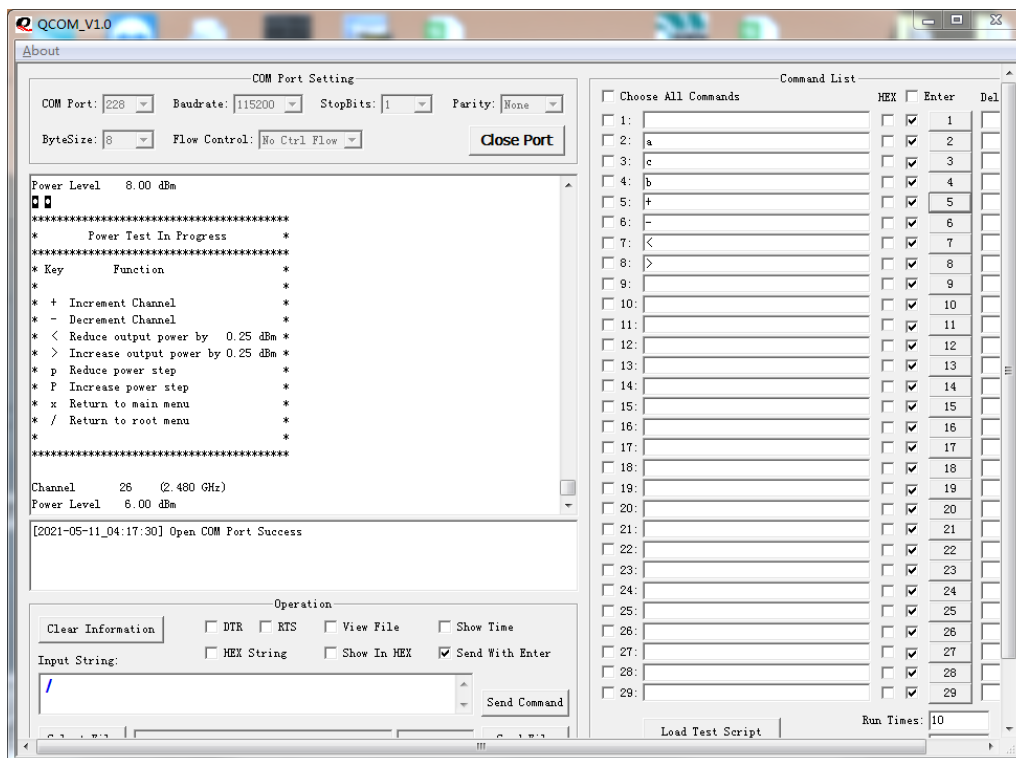 QCOM_V1.0
About
COM Port Setting
COM Port: 228 Baudrate: 115200 StopBits: 1 Parity: None
ByteSize: 8 Flow Control: No Ctrl Flow Close Port
Power Level 8.00 dBm
******************************************
* Power Test In Progress *
******************************************
* Key Function *
* *
* + Increment Channel *
* - Decrement Channel *
* < Reduce output power by 0.25 dBm *
* > Increase output power by 0.25 dBm *
* p Reduce power step *
* P Increase power step *
* x Return to main menu *
* / Return to root menu *
* *
******************************************
Channel 26 (2.480 GHz)
Power Level 6.00 dBm
[2021-05-11_04:17:30] Open COM Port Success
Operation
Clear Information DTR RTS View File Show Time
HEX String Show In HEX Send With Enter
Input String:
/
Send Command
Command List
Choose All Commands HEX Enter Del
1: 1
2: a 2
3: c 3
4: b 4
5: + 5
6: - 6
7: < 7
8: > 8
9: 9
10: 10
11: 11
12: 12
13: 13
14: 14
15: 15
16: 16
17: 17
18: 18
19: 19
20: 20
21: 21
22: 22
23: 23
24: 24
25: 25
26: 26
27: 27
28: 28
29: 29
Load Test Script Run Times: 10